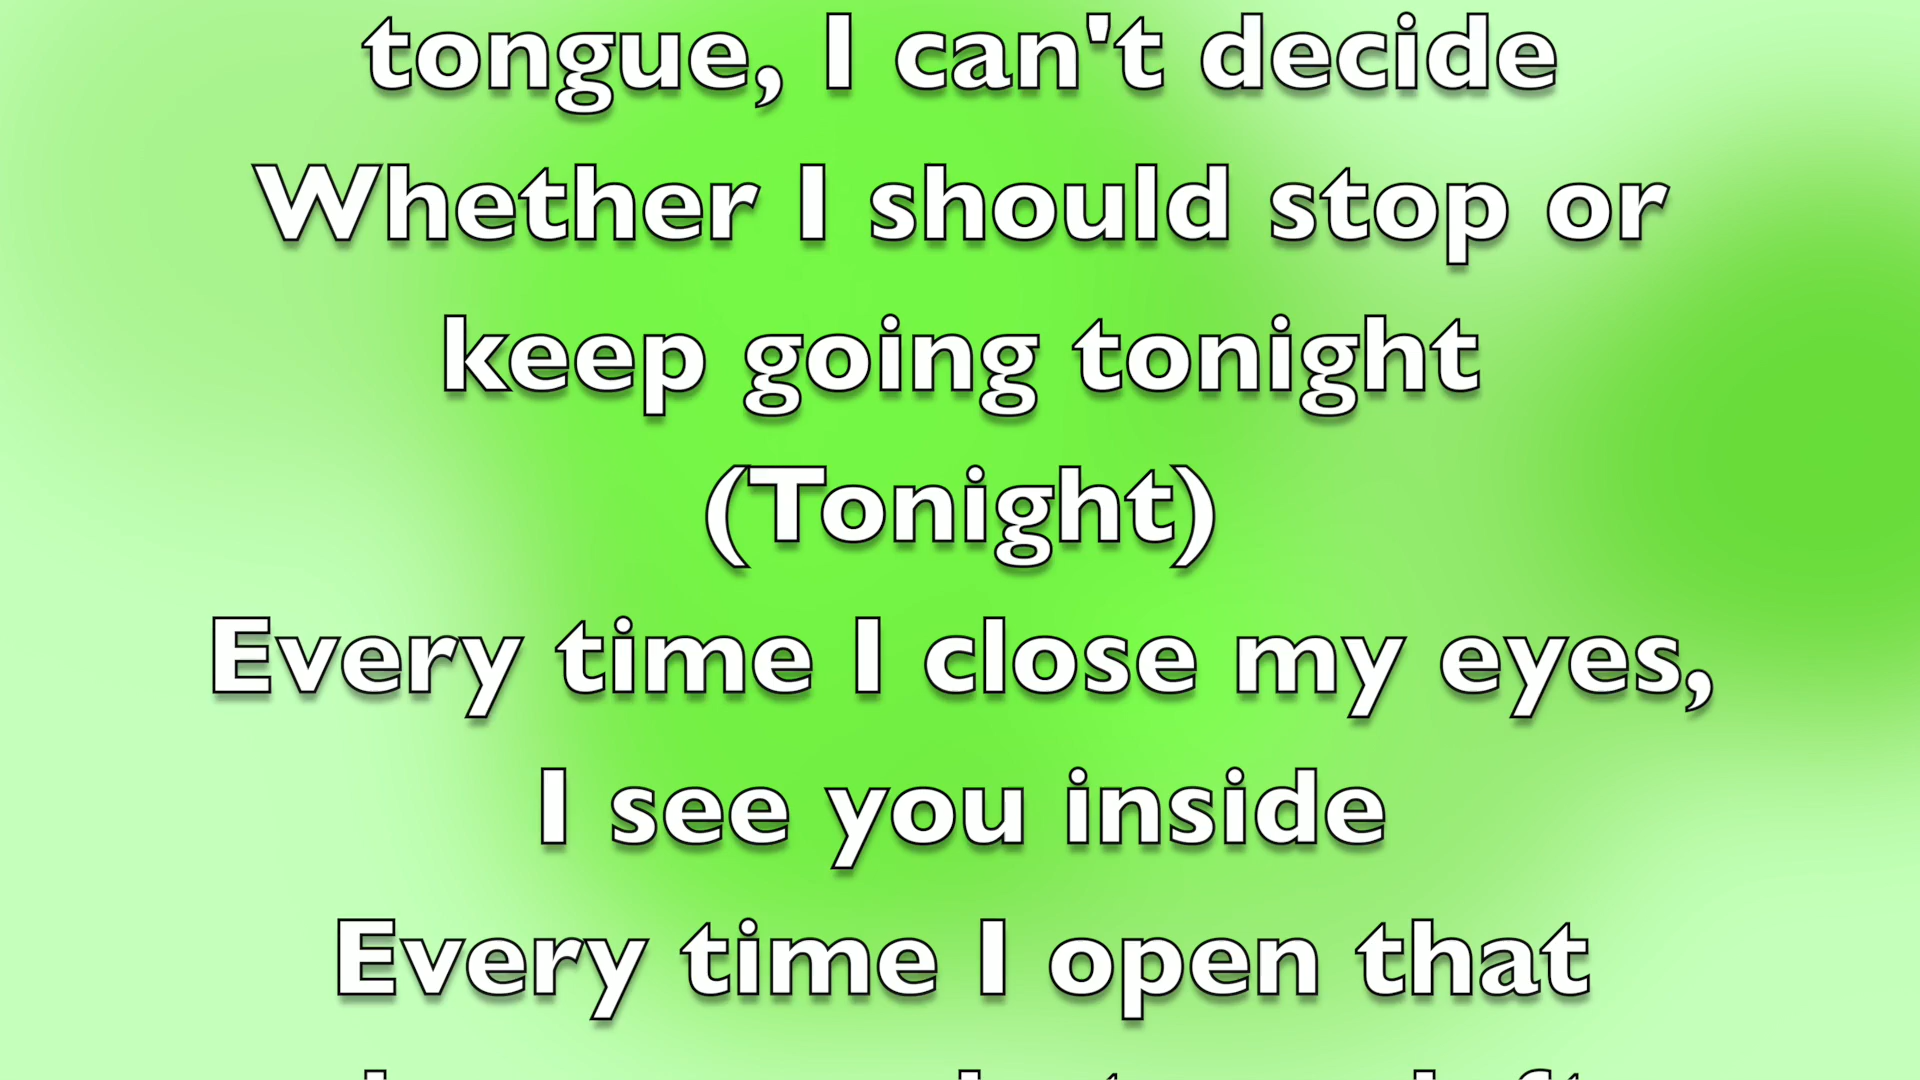 tongue, I can't decide
Whether I should stop or
keep going tonight
(Tonight)
Every time I close my eyes,
I see you inside
Every time I open that